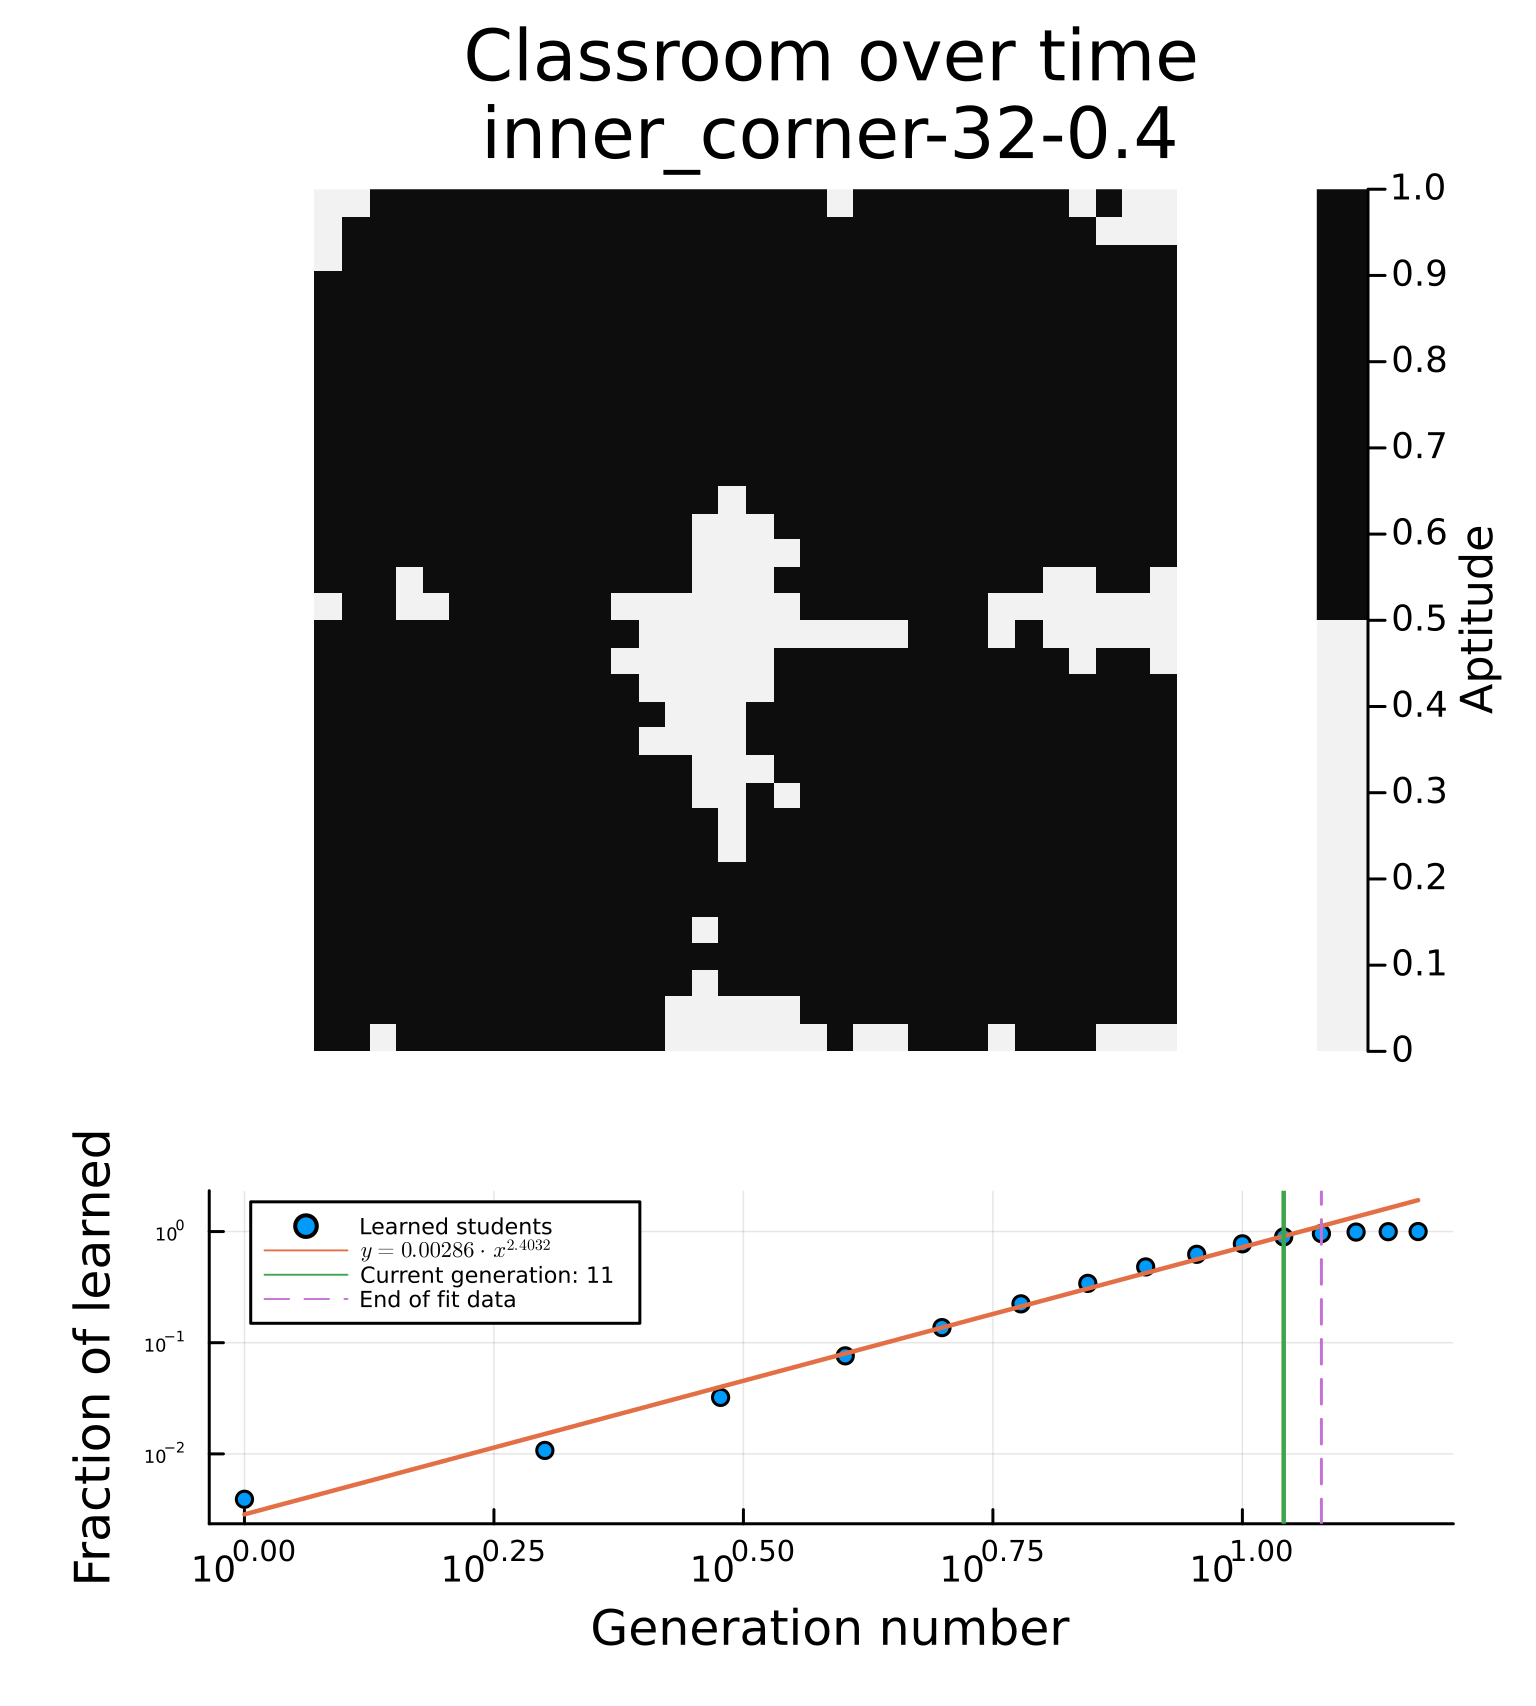 Classroom over time
inner_corner-32-0.4
1.0
0.9
0.8
0.7
0.6
0.5
0.4
0.3
0.2
0.1
0
Aptitude
Fraction of learned
10^0
10^-1
10^-2
Learned students
y = 0.00286 · x^2.4032
Current generation: 11
End of fit data
10^0.00 10^0.25 10^0.50 10^0.75 10^1.00
Generation number